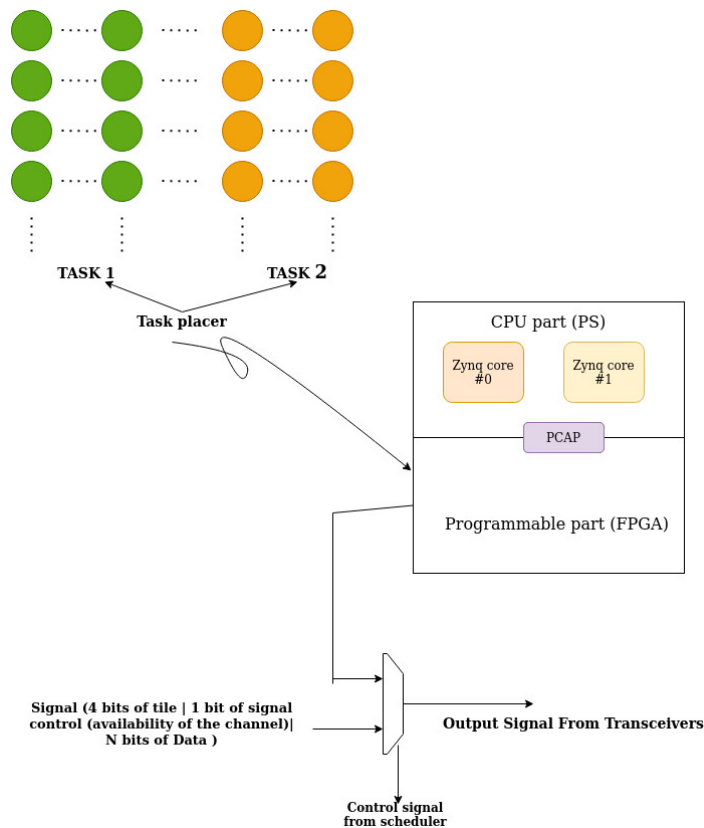 TASK 1
TASK 2
Task placer
CPU part (PS)
Zynq core
#0
Zynq core
#1
PCAP
Programmable part (FPGA)
Signal (4 bits of tile | 1 bit of signal
control (availability of the channel)|
N bits of Data )
Output Signal From Transceivers
Control signal
from scheduler